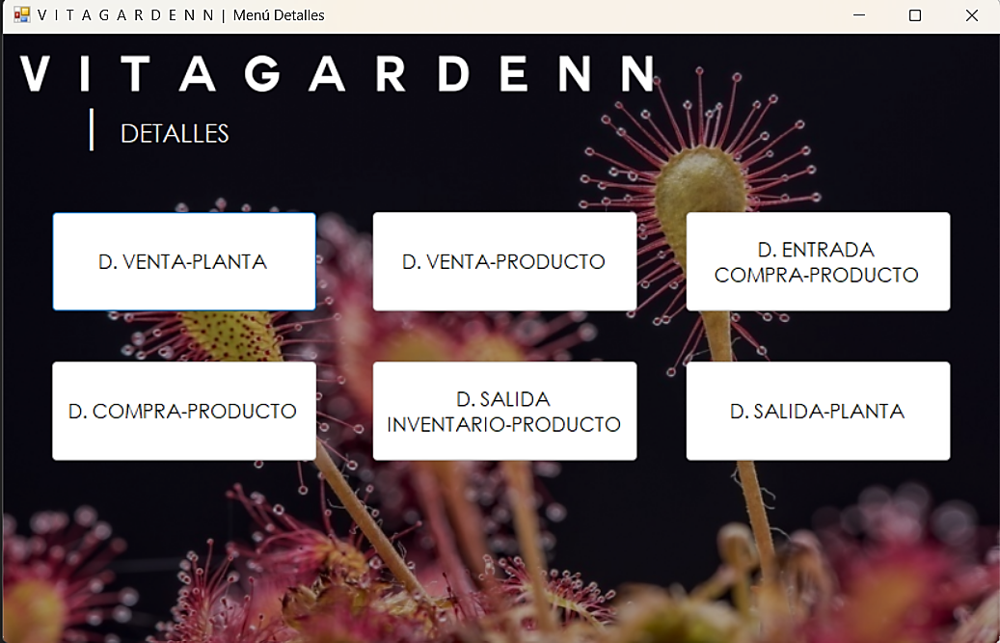 V I T A G A R D E N N | Menú Detalles
V I T A G A R D E N N
DETALLES
D. VENTA-PLANTA
D. VENTA-PRODUCTO
D. ENTRADA
COMPRA-PRODUCTO
D. COMPRA-PRODUCTO
D. SALIDA
INVENTARIO-PRODUCTO
D. SALIDA-PLANTA